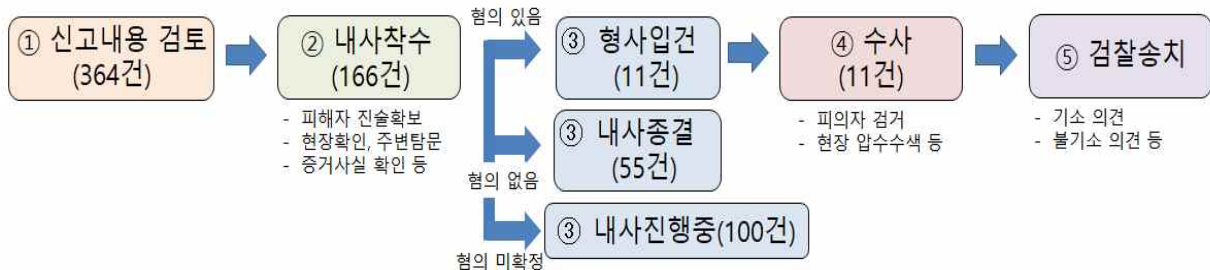 ① 신고내용 검토
(364건)
② 내사착수
(166건)
- 피해자 진술확보
- 현장확인, 주변탐문
- 증거사실 확인 등
혐의 있음
혐의 없음
혐의 미확정
③ 형사입건
(11건)
③ 내사종결
(55건)
③ 내사진행중(100건)
④ 수사
(11건)
- 피의자 검거
- 현장 압수수색 등
⑤ 검찰송치
- 기소 의견
- 불기소 의견 등